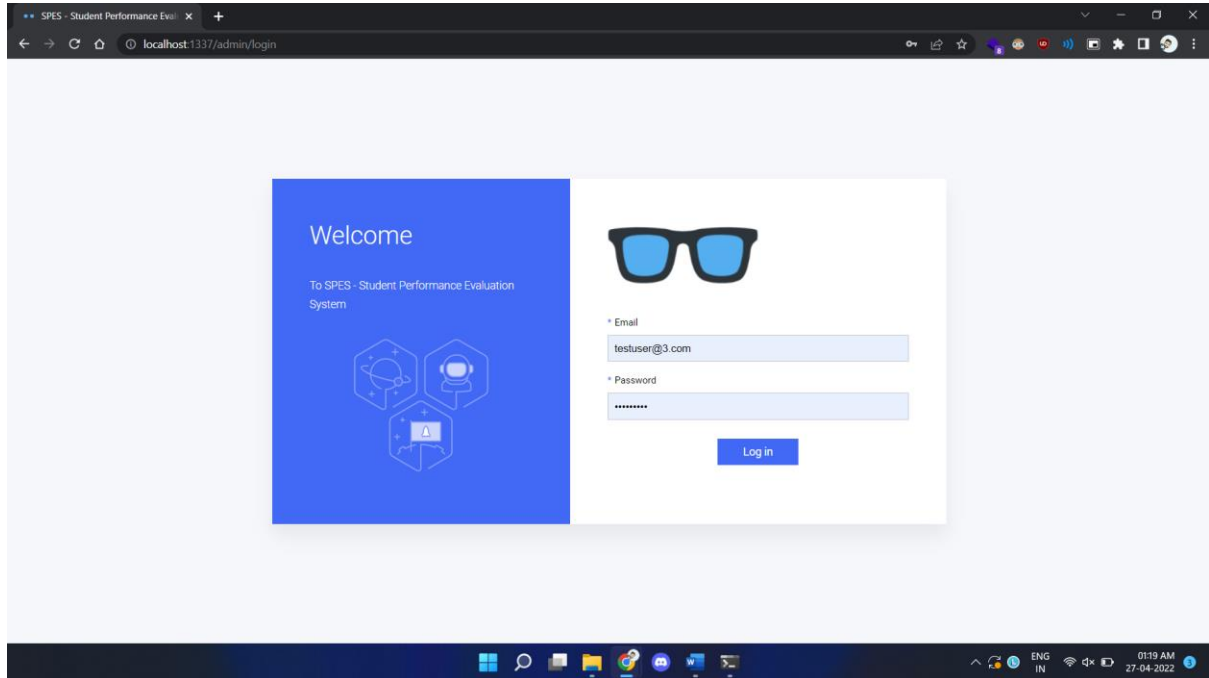 SPES - Student Performance Eval
localhost:1337/admin/login
Welcome
To SPES - Student Performance Evaluation
System
* Email
testuser@3.com
* Password
•••••••••
Log in
ENG
IN
01:19 AM
27-04-2022
3